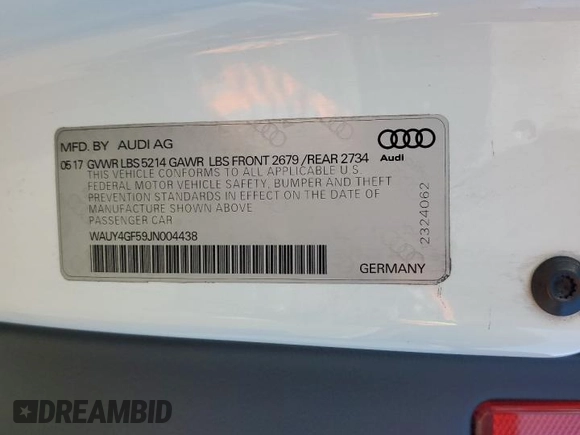 MFD. BY AUDI AG
05 17 GVWR LBS 5214 GAWR LBS FRONT 2679 /REAR 2734
THIS VEHICLE CONFORMS TO ALL APPLICABLE U.S.
FEDERAL MOTOR VEHICLE SAFETY, BUMPER AND THEFT
PREVENTION STANDARDS IN EFFECT ON THE DATE OF
MANUFACTURE SHOWN ABOVE
PASSENGER CAR
WAUY4GF59JN004438
GERMANY
Audi
2324062
DREAMBID